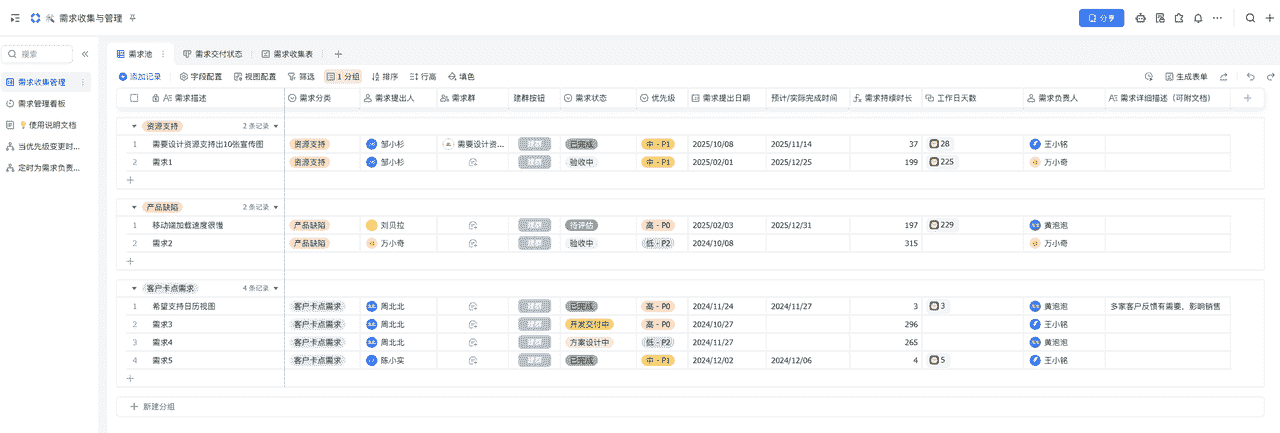 需求收集与管理 分享
搜索
需求收集管理
需求管理看板
使用说明文档
当优先级变更时...
定时为需求负责...
需求池 需求交付状态 需求收集表
添加记录 字段配置 视图配置 筛选 1 分组 排序 行高 填色 生成表单
需求描述 需求分类 需求提出人 需求群 建群按钮 需求状态 优先级 需求提出日期 预计/实际完成时间 需求持续时长 工作日天数 需求负责人 需求详细描述（可附文档）
资源支持 2 条记录
1 需要设计资源支持出10张宣传图 资源支持 邹小杉 需要设计资... 建群 已完成 中 - P1 2025/10/08 2025/11/14 37 28 王小铭
2 需求1 资源支持 邹小杉 建群 验收中 中 - P1 2025/02/01 2025/12/25 199 225 万小奇
产品缺陷 2 条记录
1 移动端加载速度很慢 产品缺陷 刘贝拉 建群 待评估 高 - P0 2025/02/03 2025/12/31 197 229 黄泡泡
2 需求2 产品缺陷 万小奇 建群 验收中 低 - P2 2024/10/08 315 万小奇
客户卡点需求 4 条记录
1 希望支持日历视图 客户卡点需求 周北北 建群 已完成 高 - P0 2024/11/24 2024/11/27 3 3 黄泡泡 多家客户反馈有需要，影响销售
2 需求3 客户卡点需求 周北北 建群 开发交付中 高 - P0 2024/10/27 296 王小铭
3 需求4 客户卡点需求 周北北 建群 方案设计中 低 - P2 2024/11/27 265 黄泡泡
4 需求5 客户卡点需求 陈小实 建群 已完成 中 - P1 2024/12/02 2024/12/06 4 5 王小铭
新建分组